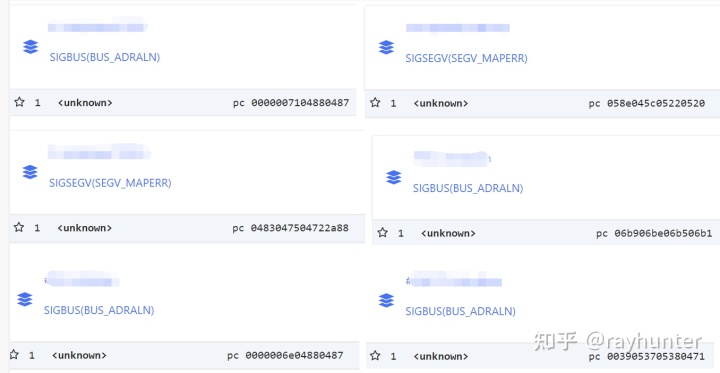 SIGBUS(BUS_ADRALN)
1 <unknown> pc 0000007104880487
SIGSEGV(SEGV_MAPERR)
1 <unknown> pc 058e045c05220520
SIGSEGV(SEGV_MAPERR)
1 <unknown> pc 0483047504722a88
SIGBUS(BUS_ADRALN)
1 <unknown> pc 06b906be06b506b1
SIGBUS(BUS_ADRALN)
1 <unknown> pc 0000006e04880487
SIGBUS(BUS_ADRALN)
1 <unknown> pc 0039053705380471
知乎 @rayhunter